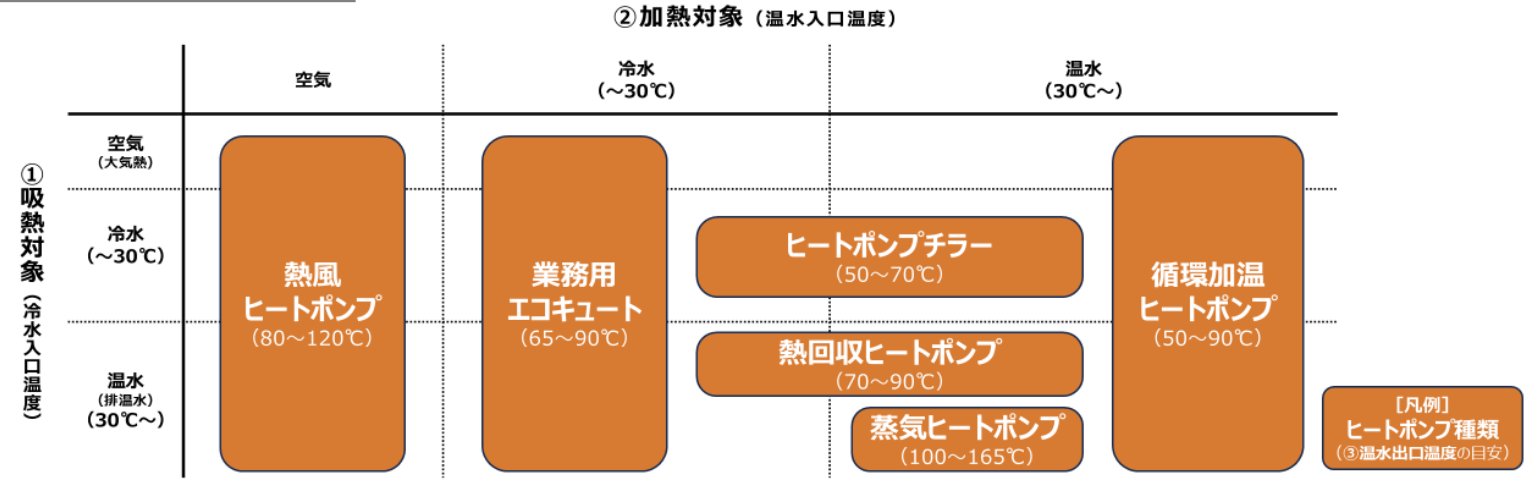 ②加熱対象（温水入口温度）
空気
冷水
（～30℃）
温水
（30℃～）
①吸熱対象（冷水入口温度）
空気
（大気熱）
冷水
（～30℃）
温水
（排温水）
（30℃～）
熱風
ヒートポンプ
（80～120℃）
業務用
エコキュート
（65～90℃）
ヒートポンプチラー
（50～70℃）
熱回収ヒートポンプ
（70～90℃）
蒸気ヒートポンプ
（100～165℃）
循環加温
ヒートポンプ
（50～90℃）
［凡例］
ヒートポンプ種類
（③温水出口温度の目安）